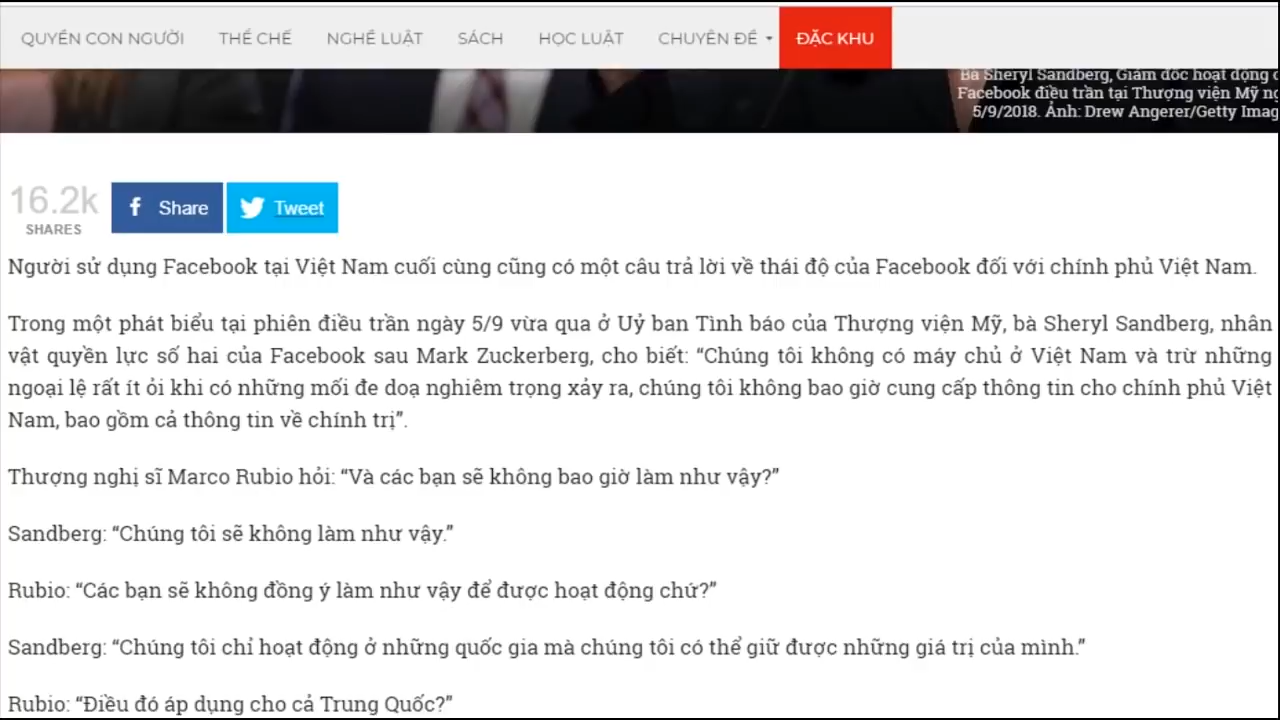 QUYỀN CON NGƯỜI THỂ CHẾ NGHỀ LUẬT SÁCH HỌC LUẬT CHUYÊN ĐỀ ĐẶC KHU
Bà Sheryl Sandberg, Giám đốc hoạt động
Facebook điều trần tại Thượng viện Mỹ
5/9/2018. Ảnh: Drew Angerer/Getty Imag
16.2k
SHARES
Share
Tweet
Người sử dụng Facebook tại Việt Nam cuối cùng cũng có một câu trả lời về thái độ của Facebook đối với chính phủ Việt Nam.
Trong một phát biểu tại phiên điều trần ngày 5/9 vừa qua ở Uỷ ban Tình báo của Thượng viện Mỹ, bà Sheryl Sandberg, nhân
vật quyền lực số hai của Facebook sau Mark Zuckerberg, cho biết: “Chúng tôi không có máy chủ ở Việt Nam và trừ những
ngoại lệ rất ít ỏi khi có những mối đe doạ nghiêm trọng xảy ra, chúng tôi không bao giờ cung cấp thông tin cho chính phủ Việt
Nam, bao gồm cả thông tin về chính trị”.
Thượng nghị sĩ Marco Rubio hỏi: “Và các bạn sẽ không bao giờ làm như vậy?”
Sandberg: “Chúng tôi sẽ không làm như vậy.”
Rubio: “Các bạn sẽ không đồng ý làm như vậy để được hoạt động chứ?”
Sandberg: “Chúng tôi chỉ hoạt động ở những quốc gia mà chúng tôi có thể giữ được những giá trị của mình.”
Rubio: “Điều đó áp dụng cho cả Trung Quốc?”